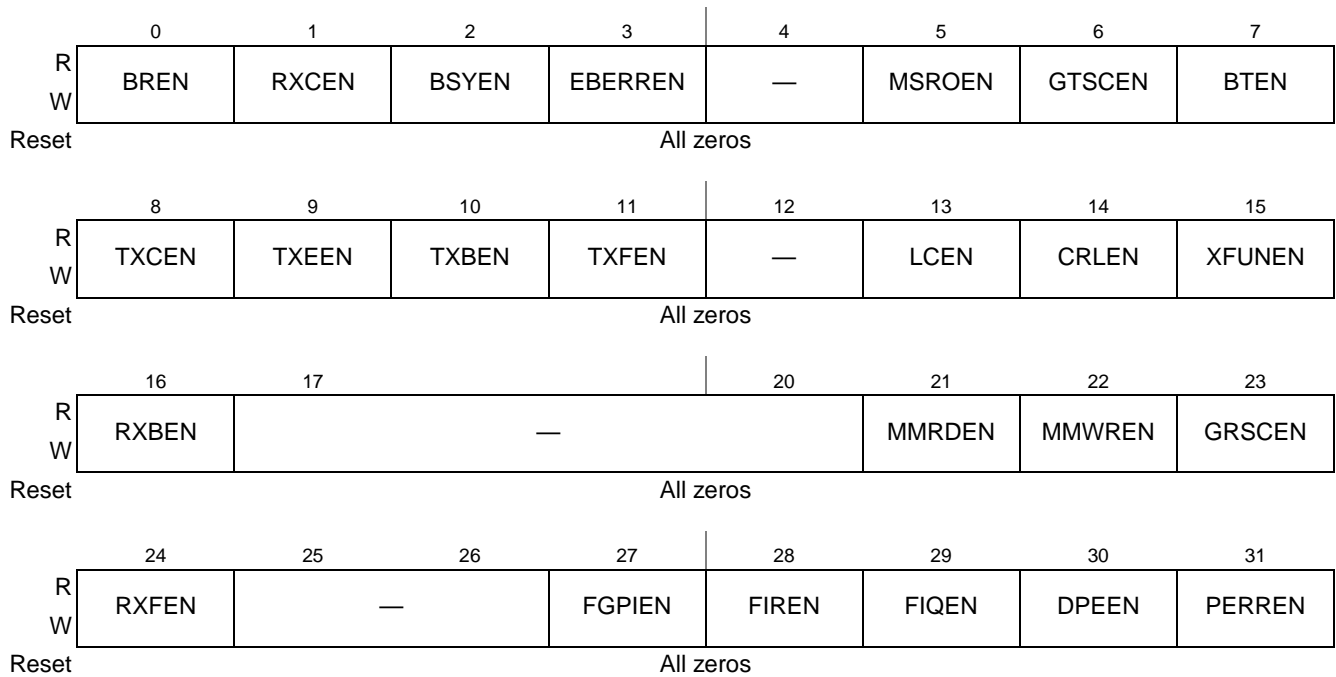 0 1 2 3 4 5 6 7
R
W
BREN RXCEN BSYEN EBERREN — MSROEN GTSCEN BTEN
Reset All zeros
8 9 10 11 12 13 14 15
R
W
TXCEN TXEEN TXBEN TXFEN — LCEN CRLEN XFUNEN
Reset All zeros
16 17 20 21 22 23
R
W
RXBEN — MMRDEN MMWREN GRSCEN
Reset All zeros
24 25 26 27 28 29 30 31
R
W
RXFEN — FGPIEN FIREN FIQEN DPEEN PERREN
Reset All zeros